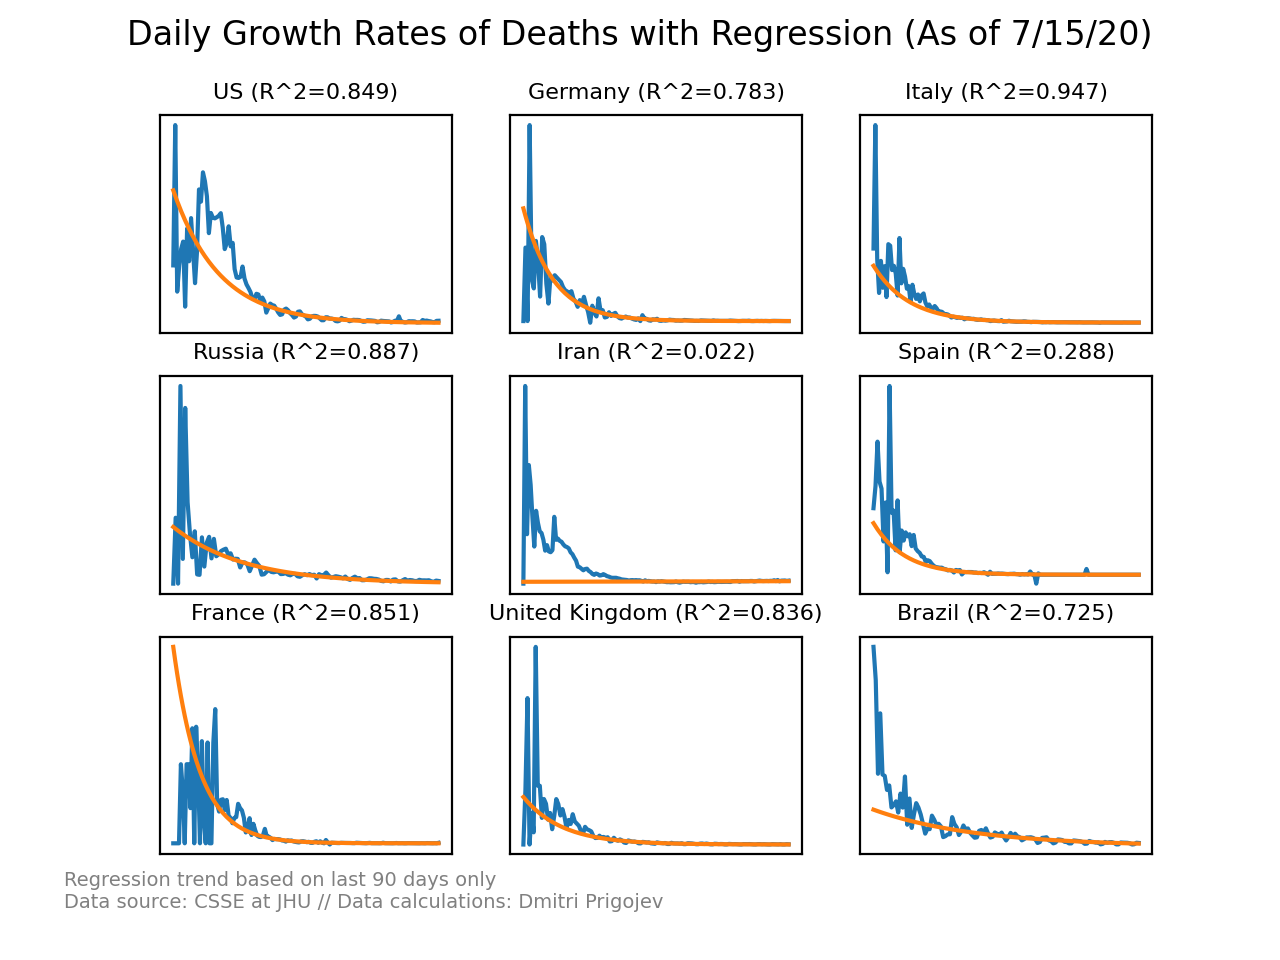 Daily Growth Rates of Deaths with Regression (As of 7/15/20)
US (R^2=0.849)
Germany (R^2=0.783)
Italy (R^2=0.947)
Russia (R^2=0.887)
Iran (R^2=0.022)
Spain (R^2=0.288)
France (R^2=0.851)
United Kingdom (R^2=0.836)
Brazil (R^2=0.725)
Regression trend based on last 90 days only
Data source: CSSE at JHU // Data calculations: Dmitri Prigojev